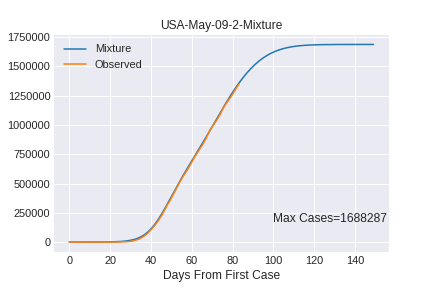 USA-May-09-2-Mixture
1750000
1500000
1250000
1000000
750000
500000
250000
0
Mixture
Observed
Max Cases=1688287
0 20 40 60 80 100 120 140
Days From First Case